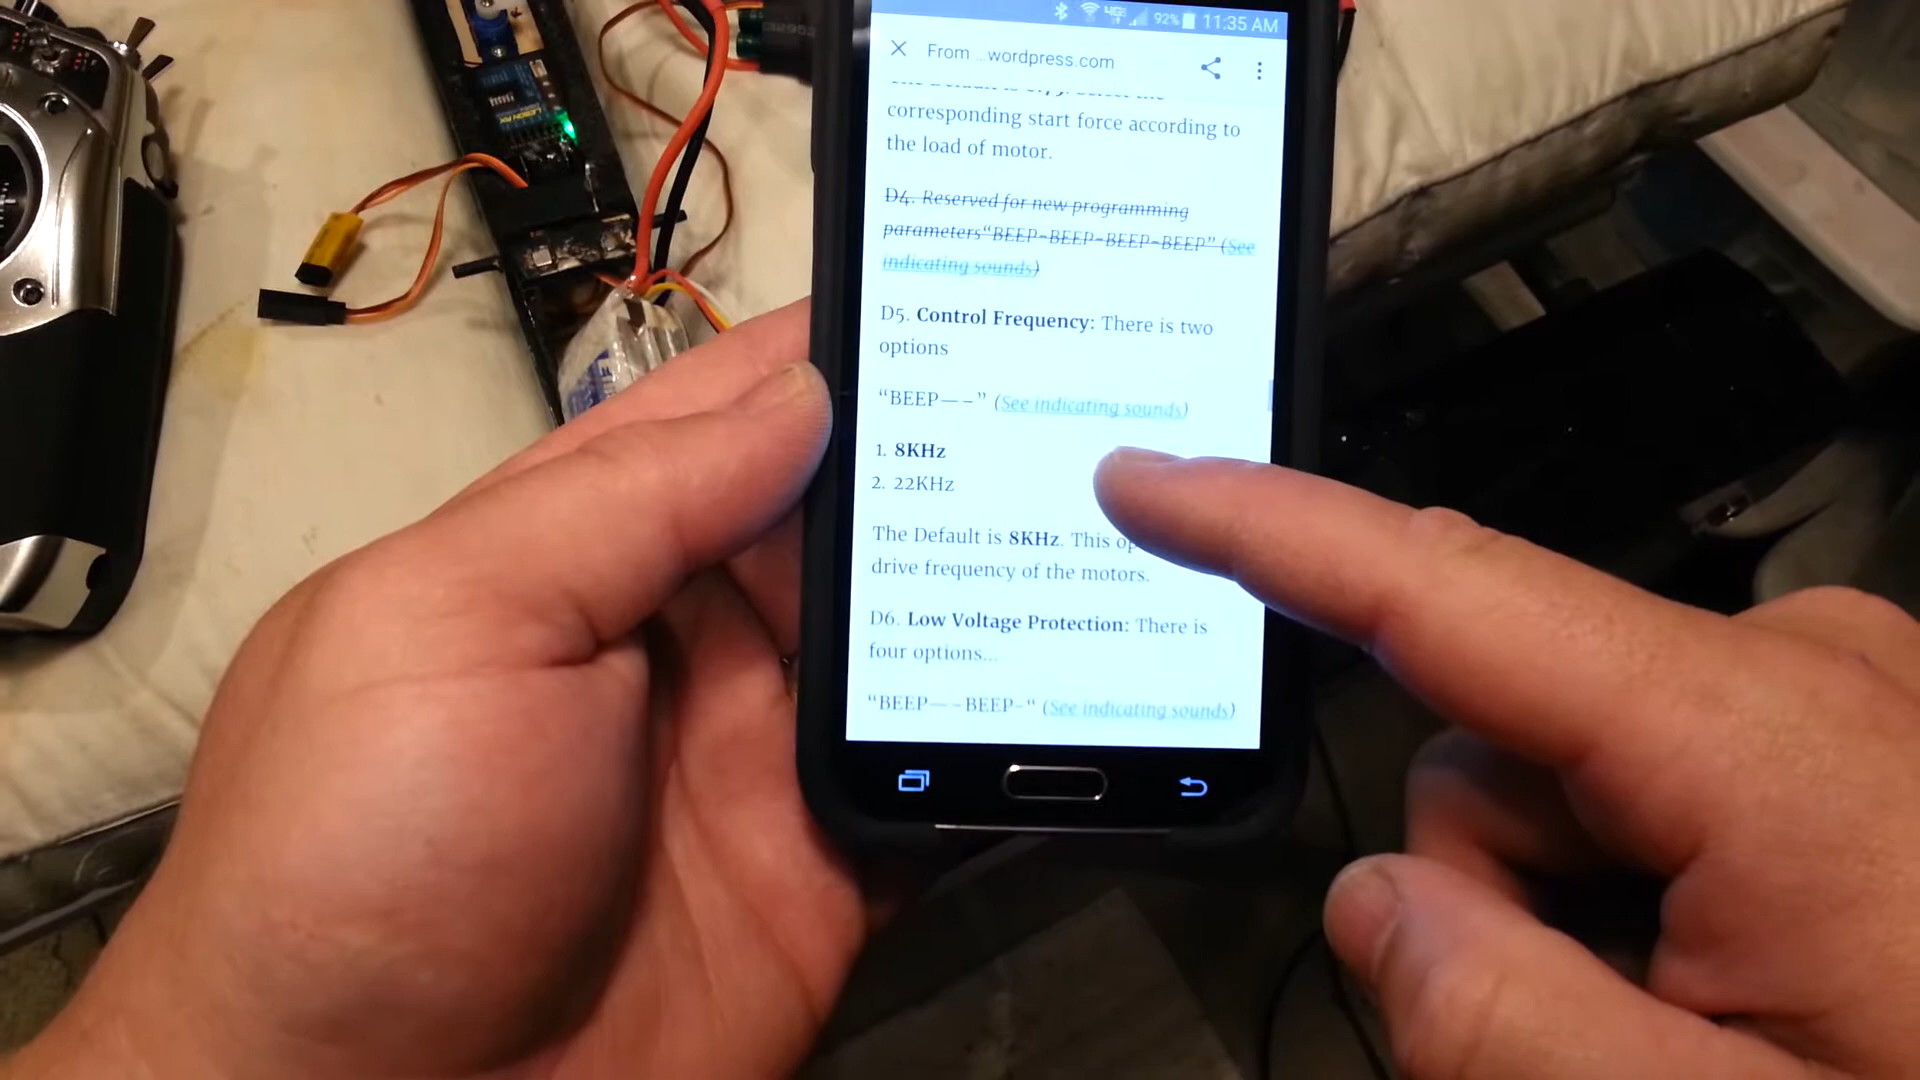 92% 11:35 AM
From ...wordpress.com
corresponding start force according to
the load of motor.
D4. Reserved for new programming
parameters“BEEP-BEEP-BEEP-BEEP” (See
indicating sounds)
D5. Control Frequency: There is two
options
“BEEP—–” (See indicating sounds)
1. 8KHz
2. 22KHz
The Default is 8KHz. This
drive frequency of the motors.
D6. Low Voltage Protection: There is
four options...
“BEEP—–BEEP-“ (See indicating sounds)